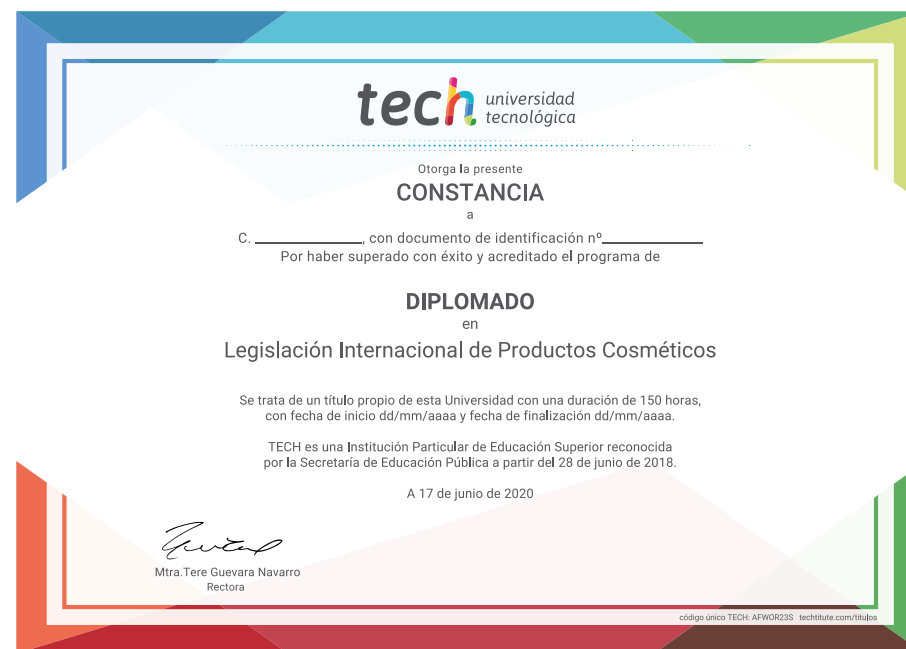 tech universidad
tecnológica
Otorga la presente
CONSTANCIA
a
C. ____________, con documento de identificación nº____________
Por haber superado con éxito y acreditado el programa de
DIPLOMADO
en
Legislación Internacional de Productos Cosméticos
Se trata de un título propio de esta Universidad con una duración de 150 horas,
con fecha de inicio dd/mm/aaaa y fecha de finalización dd/mm/aaaa.
TECH es una Institución Particular de Educación Superior reconocida
por la Secretaría de Educación Pública a partir del 28 de junio de 2018.
A 17 de junio de 2020
Mtra.Tere Guevara Navarro
Rectora
código único TECH: AFWOR23S techtitute.com/titulos